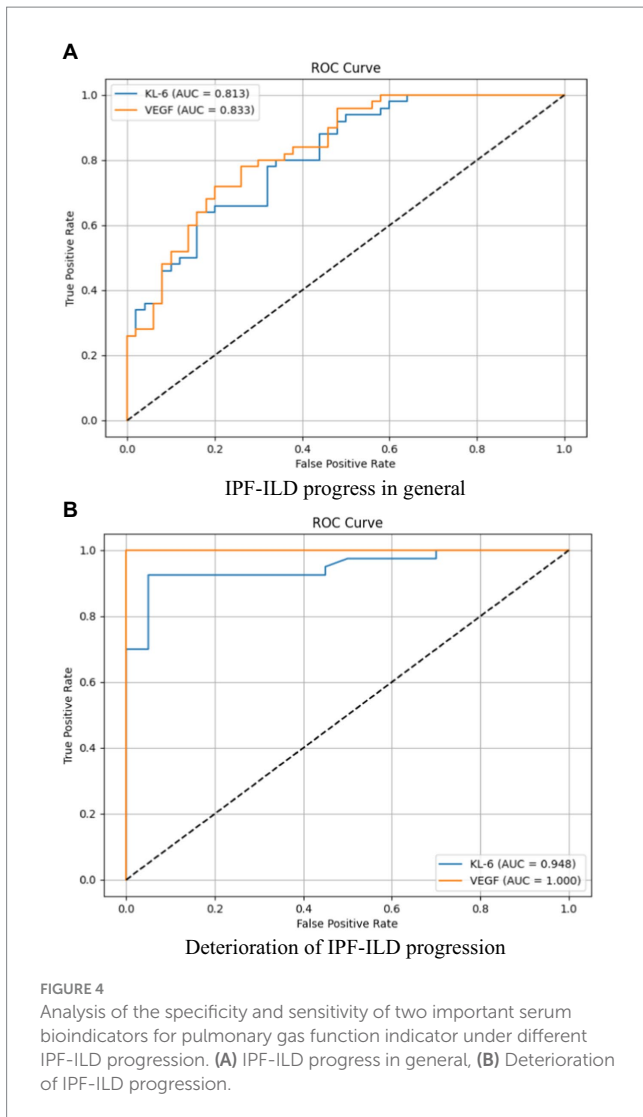 A
ROC Curve
KL-6 (AUC = 0.813)
VEGF (AUC = 0.833)
1.0
0.8
0.6
0.4
0.2
0.0
True Positive Rate
0.0 0.2 0.4 0.6 0.8 1.0
False Positive Rate
IPF-ILD progress in general
B
ROC Curve
1.0
0.8
0.6
0.4
0.2
0.0
True Positive Rate
KL-6 (AUC = 0.948)
VEGF (AUC = 1.000)
0.0 0.2 0.4 0.6 0.8 1.0
False Positive Rate
Deterioration of IPF-ILD progression
FIGURE 4
Analysis of the specificity and sensitivity of two important serum
bioindicators for pulmonary gas function indicator under different
IPF-ILD progression. (A) IPF-ILD progress in general, (B) Deterioration
of IPF-ILD progression.